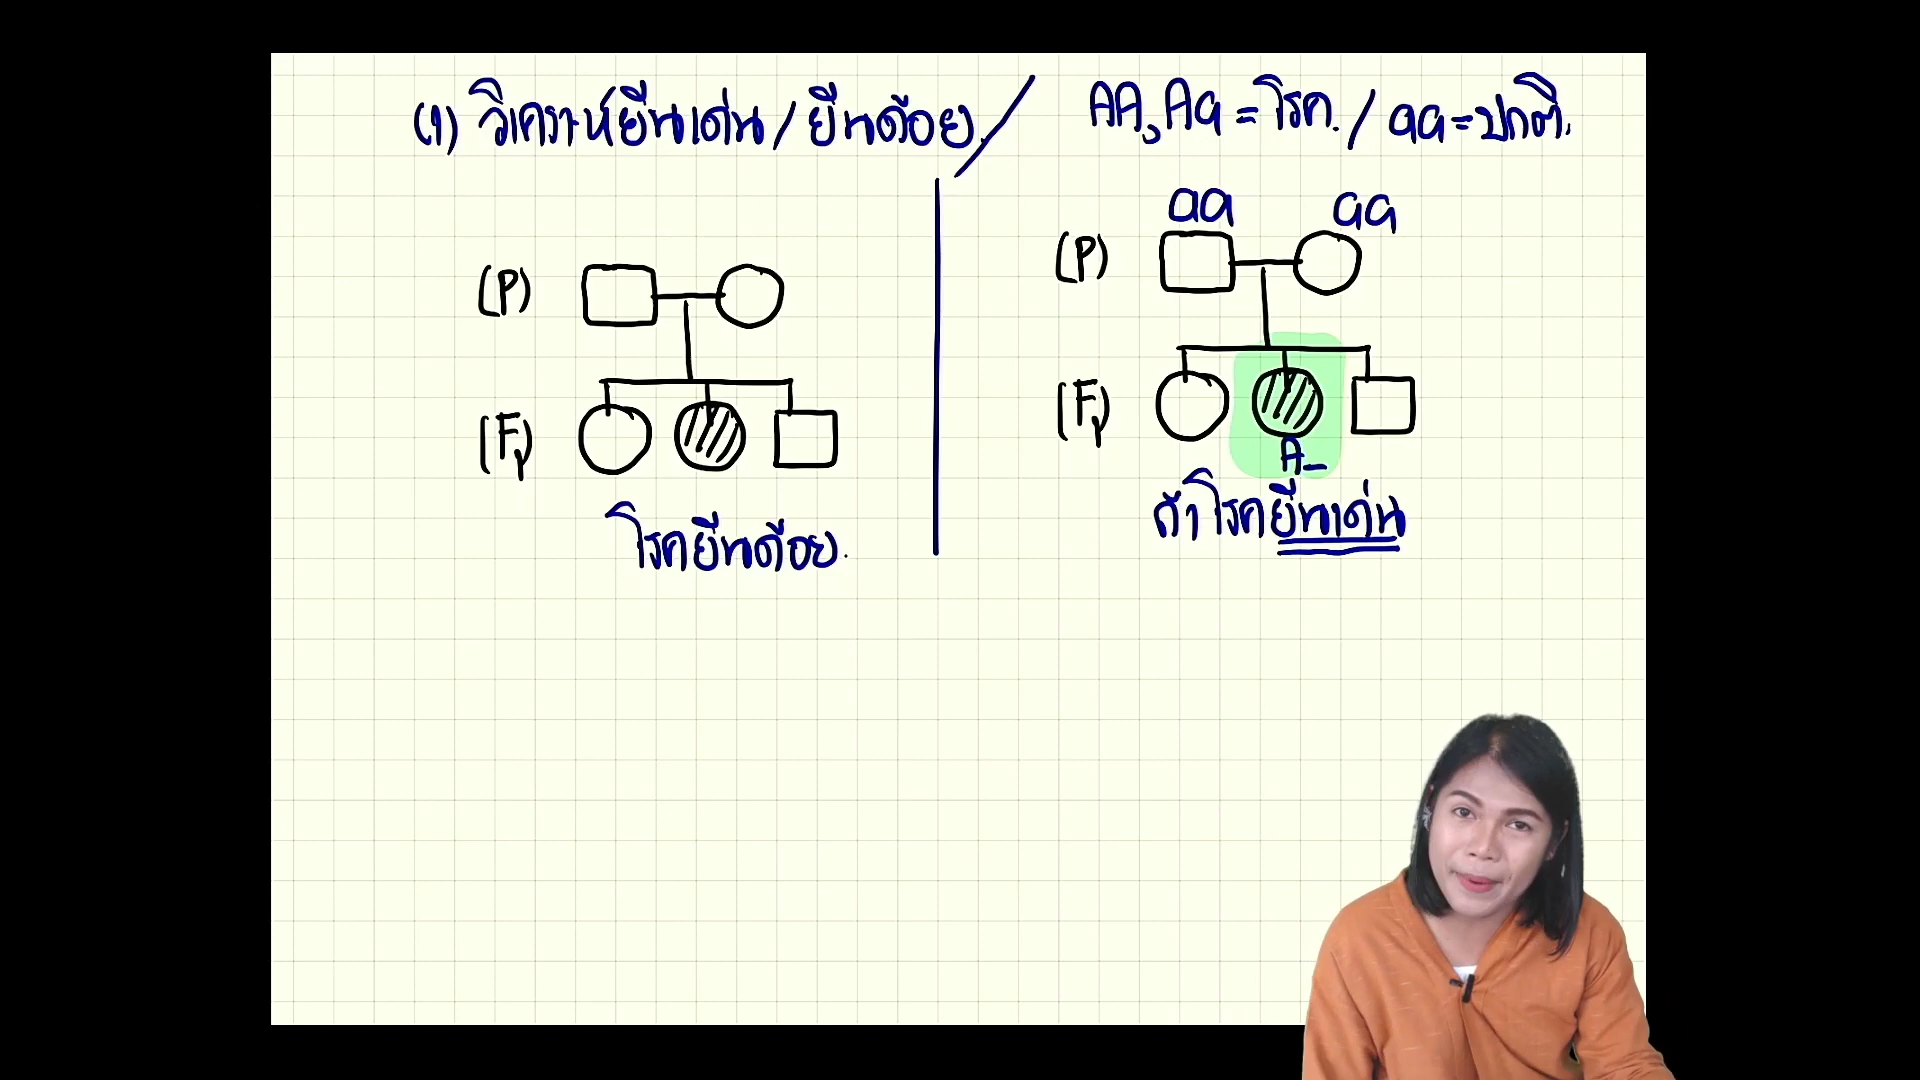 (1) วิเคราะห์ยีนเด่น/ยีนด้อย / AA, Aa = โรค. / aa = ปกติ.
aa aa
(P) (P)
(F1) (F1)
A_
โรคยีนด้อย. ถ้าโรคยีนเด่น